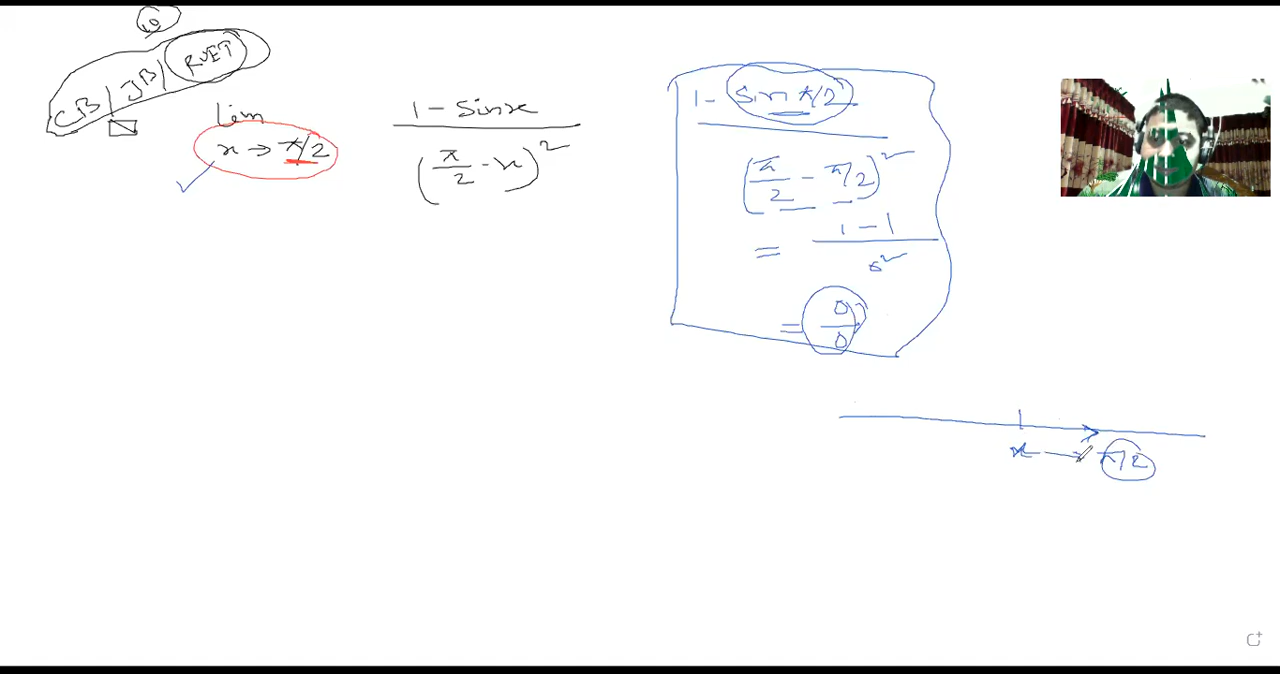 10
CB | JB | RUET
Lim
x → π/2
1 - sinx
(π/2 - x)²
1 - Sin π/2
(π/2 - π/2)²
= 1 - 1
0²
= 0/0
x → π/2